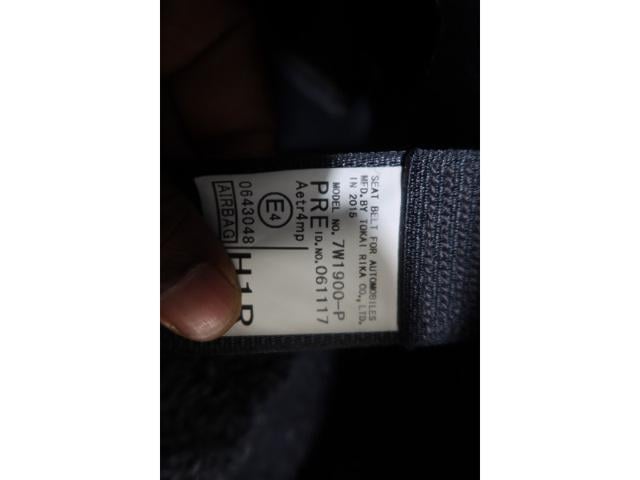 SEAT BELT FOR AUTOMOBILES
MFD. BY TOKAI RIKA CO., LTD.
IN 2015
MODEL NO. 7W1900-P
PRE ID.NO. 061117
Aetr4mp
E4
0643048
AIRBAG